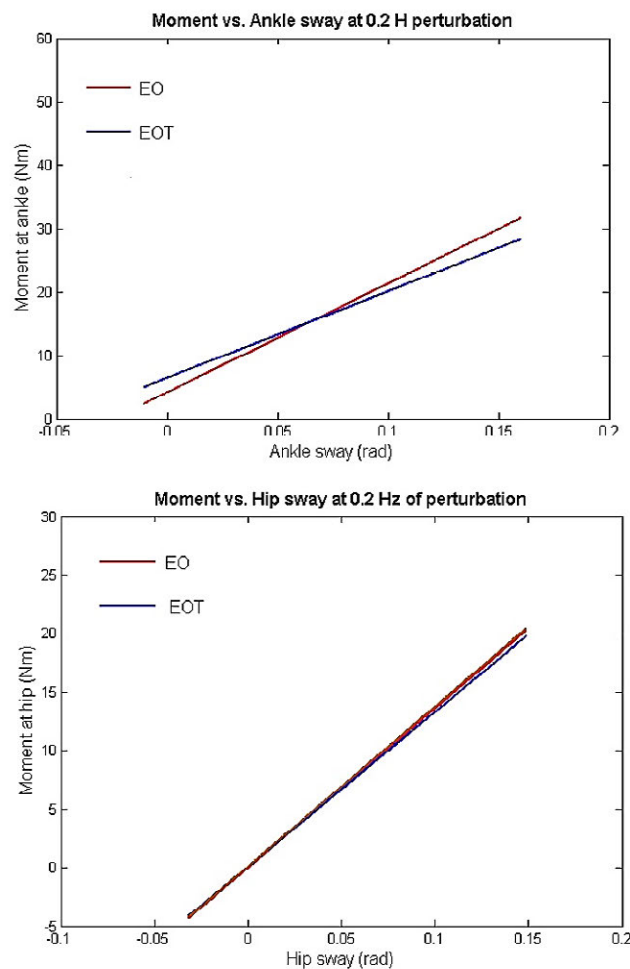 Moment vs. Ankle sway at 0.2 H perturbation
60
50
40
30
20
10
0
EO
EOT
Moment at ankle (Nm)
-0.05
0
0.05
0.1
0.15
0.2
Ankle sway (rad)
Moment vs. Hip sway at 0.2 Hz of perturbation
30
25
20
15
10
5
0
-5
EO
EOT
Moment at hip (Nm)
-0.1
-0.05
0
0.05
0.1
0.15
0.2
Hip sway (rad)